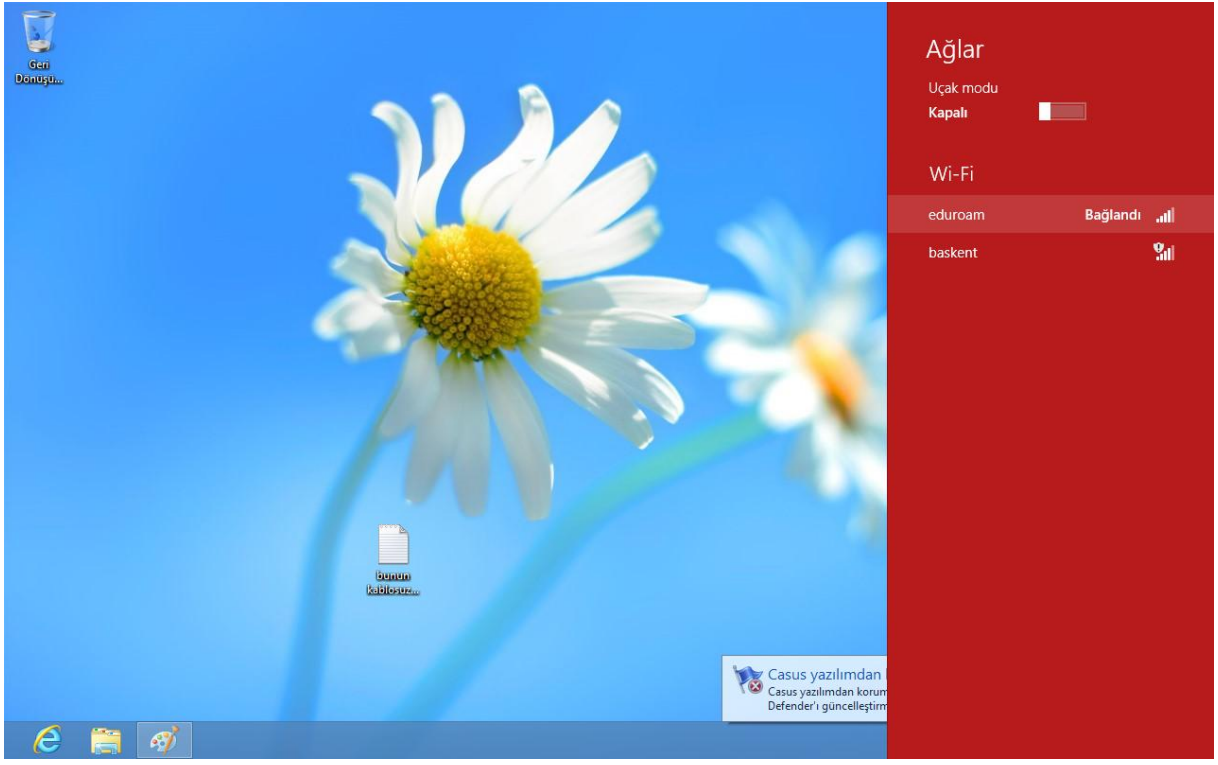 Geri
Dönüşü...
bunun
kablosuz...
Casus yazılımdan
Casus yazılımdan korum
Defender'ı güncelleştirm
Ağlar
Uçak modu
Kapalı
Wi-Fi
eduroam Bağlandı
baskent